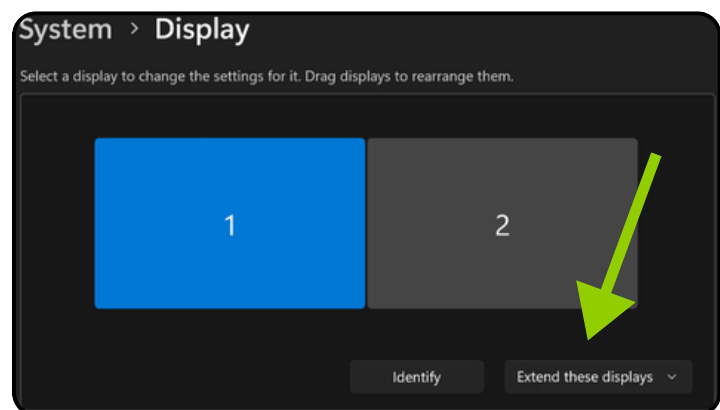 System > Display
Select a display to change the settings for it. Drag displays to rearrange them.
1
2
Identify
Extend these displays